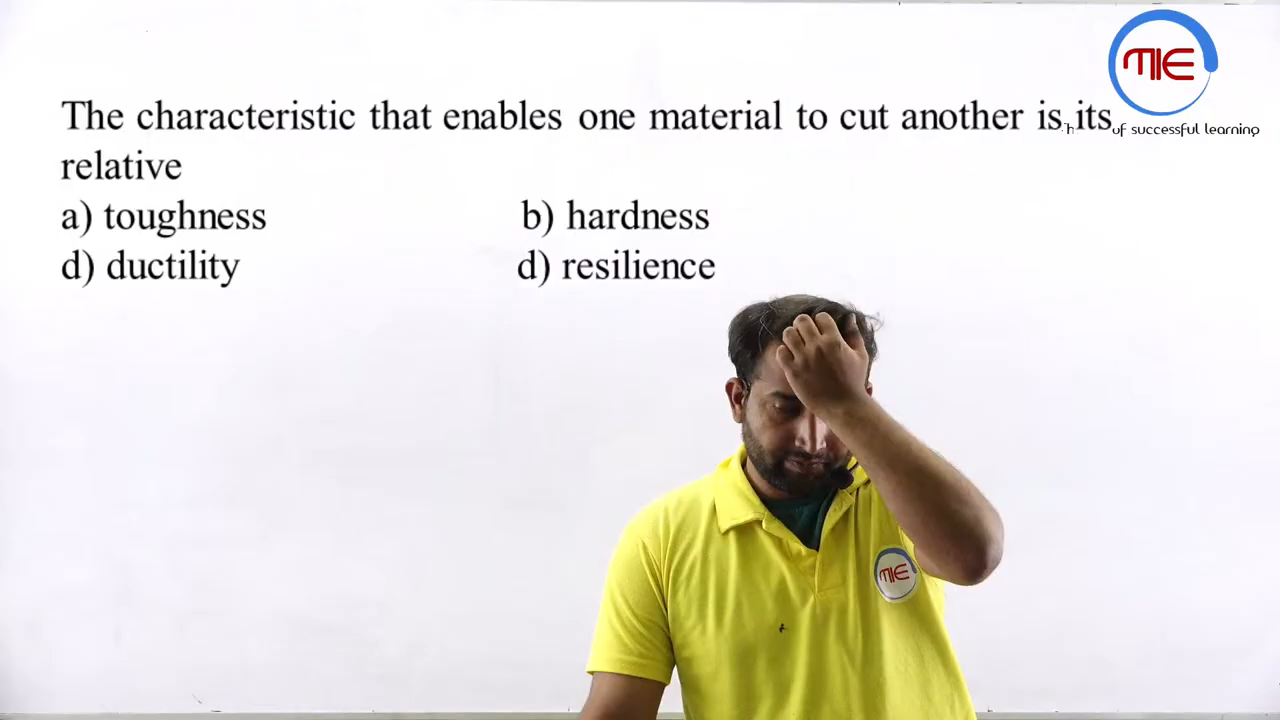 MIE
The characteristic that enables one material to cut another is its
of successful learning
relative
a) toughness b) hardness
d) ductility d) resilience
MIE